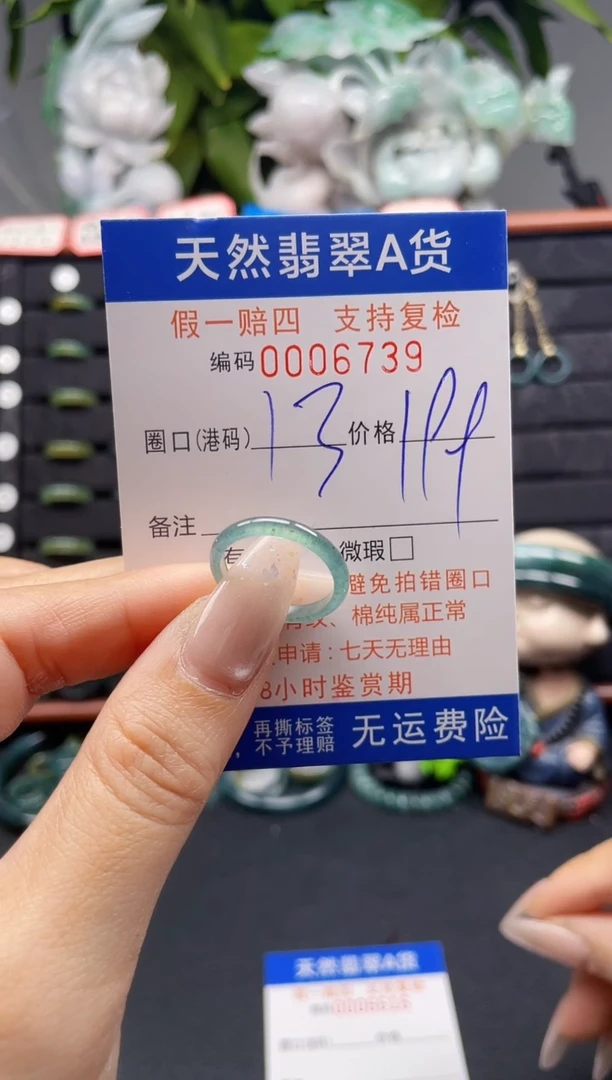 天然翡翠A货
假一赔四 支持复检
编码0006739
圈口(港码) 13 价格 199
备注
微瑕□
避免拍错圈口
棉纯属正常
申请:七天无理由
8小时鉴赏期
再撕标签
不予理赔
无运费险
天然翡翠A货